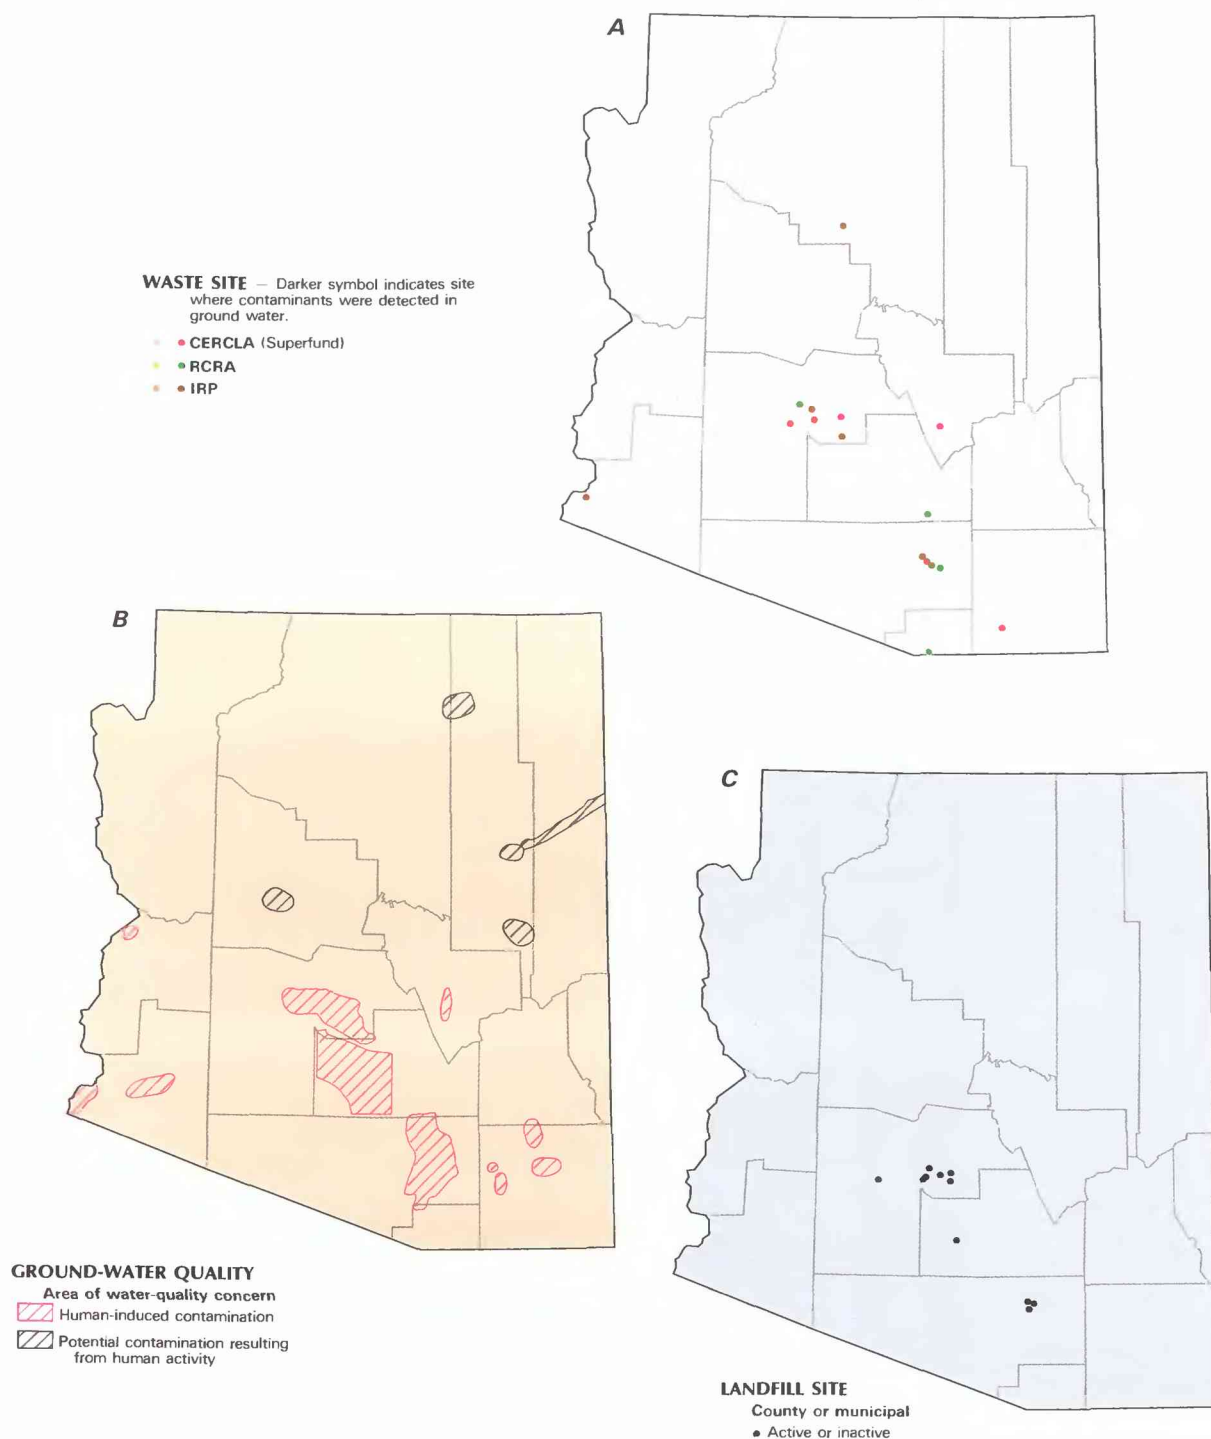 A
WASTE SITE — Darker symbol indicates site
where contaminants were detected in
ground water.
CERCLA (Superfund)
RCRA
IRP
B
GROUND-WATER QUALITY
Area of water-quality concern
Human-induced contamination
Potential contamination resulting
from human activity
C
LANDFILL SITE
County or municipal
Active or inactive